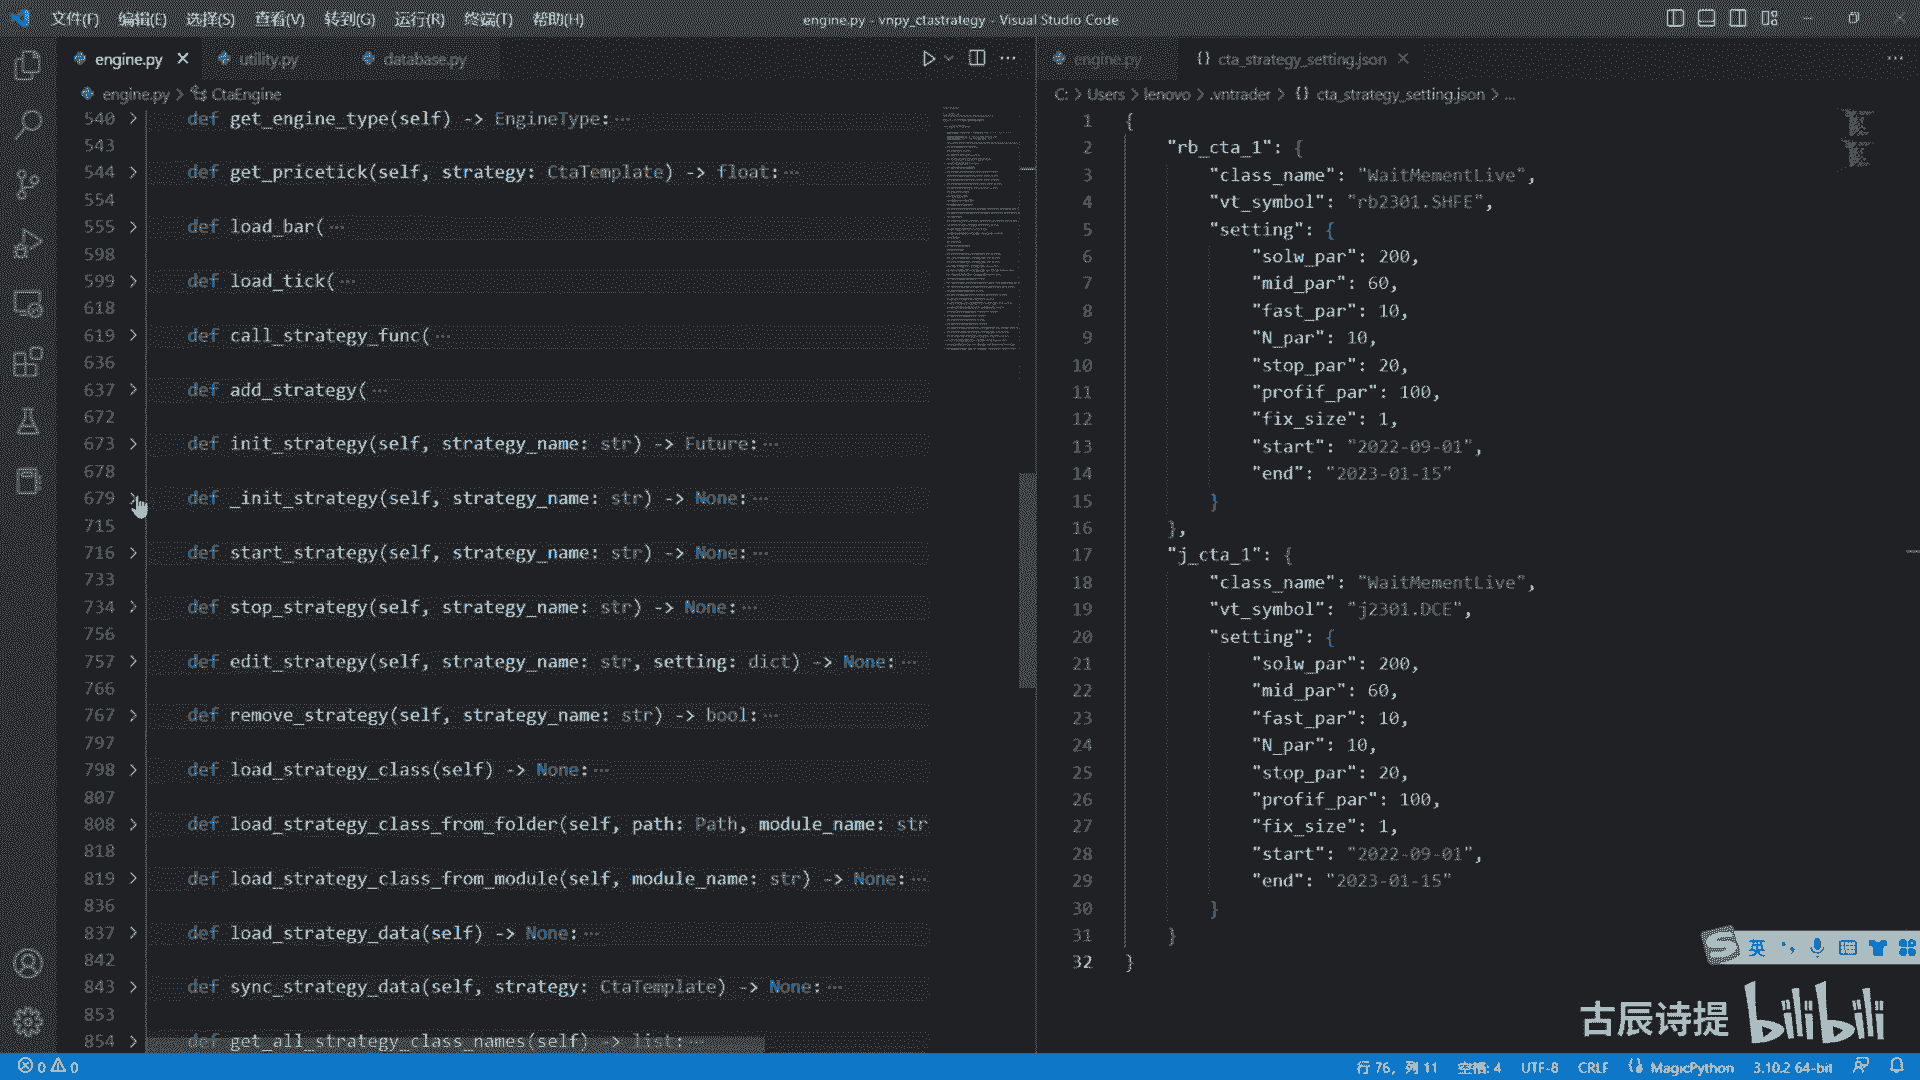 文件(F) 编辑(E) 选择(S) 查看(V) 转到(G) 运行(R) 终端(T) 帮助(H)
engine.py - vnpy_ctastrategy - Visual Studio Code
engine.py
utility.py
database.py
engine.py > CtaEngine
540 def get_engine_type(self) -> EngineType:···
543
544 def get_pricetick(self, strategy: CtaTemplate) -> float:···
554
555 def load_bar(···
598
599 def load_tick(···
618
619 def call_strategy_func(···
636
637 def add_strategy(···
672
673 def init_strategy(self, strategy_name: str) -> Future:···
678
679 def _init_strategy(self, strategy_name: str) -> None:···
715
716 def start_strategy(self, strategy_name: str) -> None:···
733
734 def stop_strategy(self, strategy_name: str) -> None:···
756
757 def edit_strategy(self, strategy_name: str, setting: dict) -> None:···
766
767 def remove_strategy(self, strategy_name: str) -> bool:···
797
798 def load_strategy_class(self) -> None:···
807
808 def load_strategy_class_from_folder(self, path: Path, module_name: str
818
819 def load_strategy_class_from_module(self, module_name: str) -> None:···
836
837 def load_strategy_data(self) -> None:···
842
843 def sync_strategy_data(self, strategy: CtaTemplate) -> None:···
853
854 def get_all_strategy_class_names(self) -> list:···
engine.py
{} cta_strategy_setting.json
C: > Users > lenovo > .vntrader > {} cta_strategy_setting.json > ...
1 {
2 "rb_cta_1": {
3 "class_name": "WaitMementLive",
4 "vt_symbol": "rb2301.SHFE",
5 "setting": {
6 "solw_par": 200,
7 "mid_par": 60,
8 "fast_par": 10,
9 "N_par": 10,
10 "stop_par": 20,
11 "profif_par": 100,
12 "fix_size": 1,
13 "start": "2022-09-01",
14 "end": "2023-01-15"
15 }
16 },
17 "j_cta_1": {
18 "class_name": "WaitMementLive",
19 "vt_symbol": "j2301.DCE",
20 "setting": {
21 "solw_par": 200,
22 "mid_par": 60,
23 "fast_par": 10,
24 "N_par": 10,
25 "stop_par": 20,
26 "profif_par": 100,
27 "fix_size": 1,
28 "start": "2022-09-01",
29 "end": "2023-01-15"
30 }
31 }
32 }
英
古辰诗提 bilibili
0 0
行 76, 列 11 空格: 4 UTF-8 CRLF MagicPython 3.10.2 64-bit